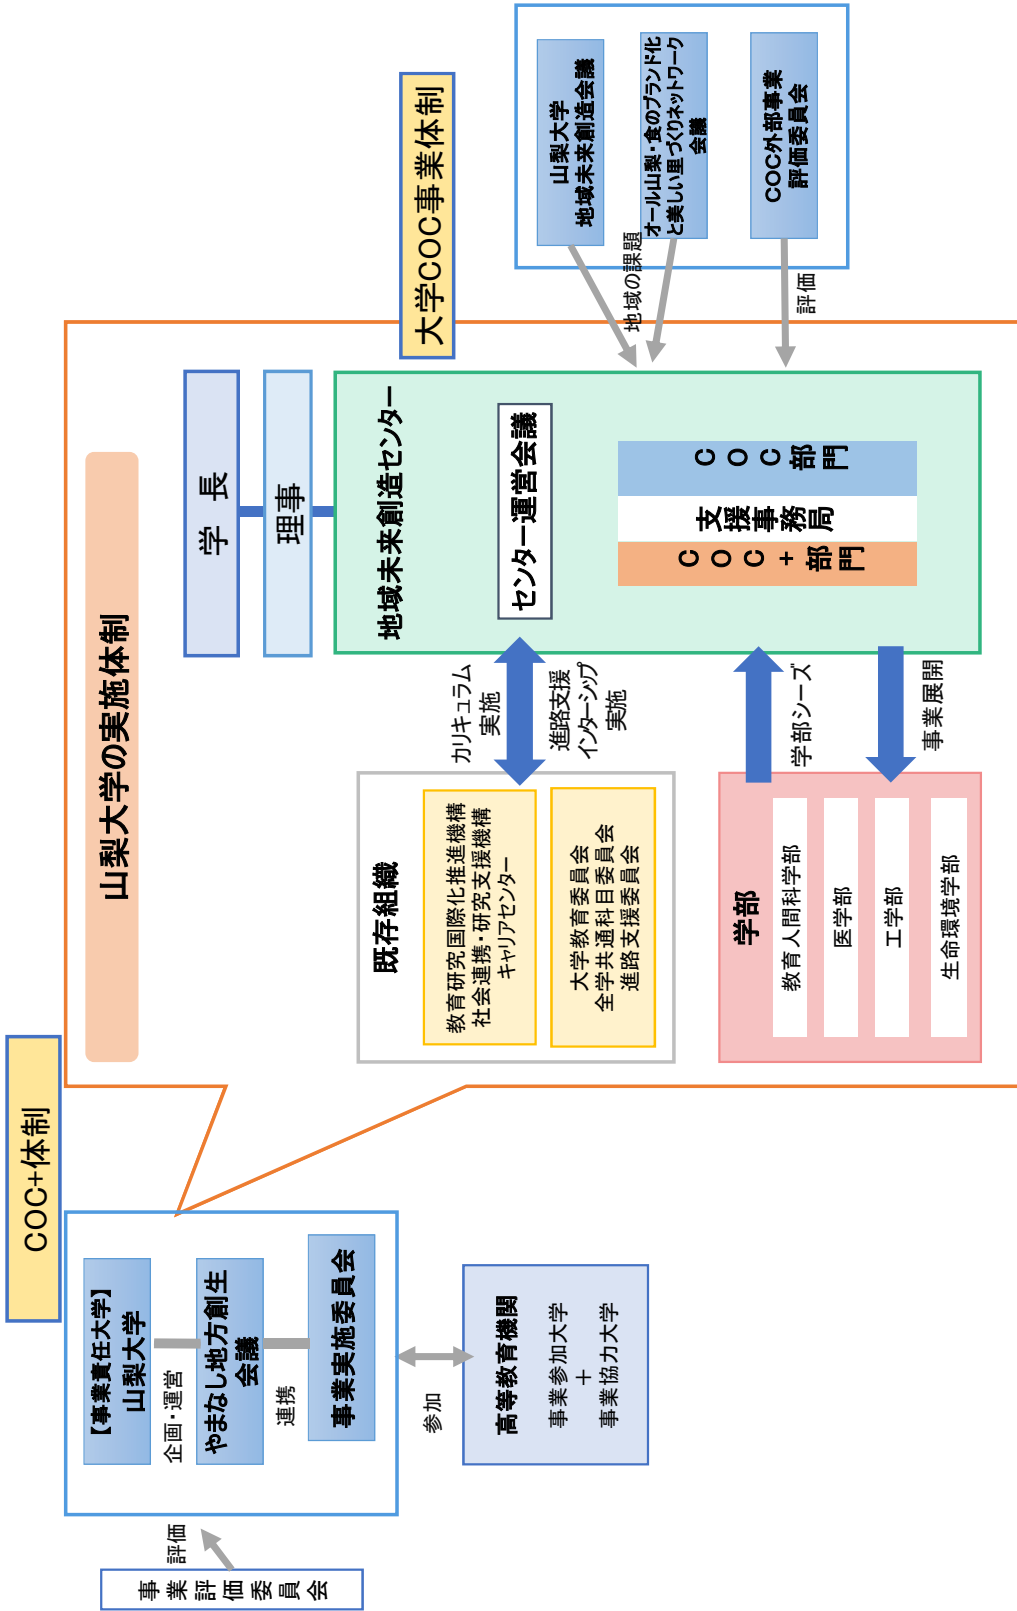 COC+体制
【事業責任大学】
山梨大学
企画・運営
やまなし地方創生
会議
連携
事業実施委員会
評価
事業評価委員会
参加
高等教育機関
事業参加大学
+
事業協力大学
山梨大学の実施体制
学 長
理事
地域未来創造センター
センター運営会議
COC部門
支援事務局
COC+部門
既存組織
教育研究国際化推進機構
社会連携・研究支援機構
キャリアセンター
大学教育委員会
全学共通科目委員会
進路支援委員会
カリキュラム
実施
進路支援
インターンシップ
実施
学部
教育人間科学部
医学部
工学部
生命環境学部
学部シーズ
事業展開
大学COC事業体制
山梨大学
地域未来創造会議
オール山梨・食のブランド化
と美しい里づくりネットワーク
会議
COC外部事業
評価委員会
地域の課題
評価